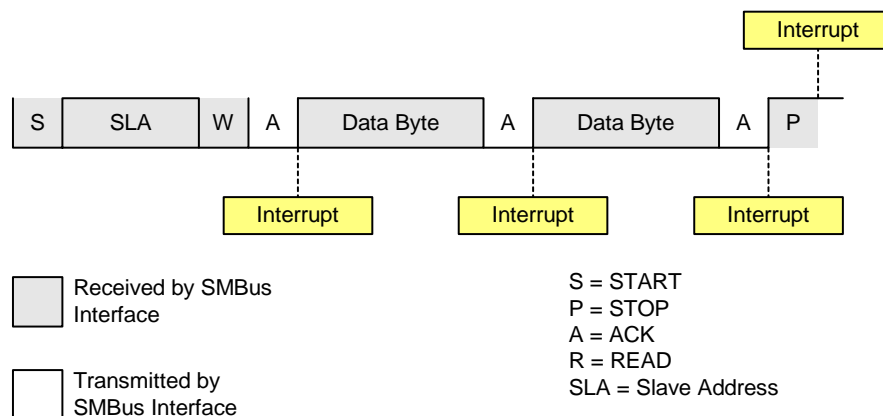 Interrupt
S SLA W A Data Byte A Data Byte A P
Interrupt Interrupt Interrupt
Received by SMBus
Interface
Transmitted by
SMBus Interface
S = START
P = STOP
A = ACK
R = READ
SLA = Slave Address